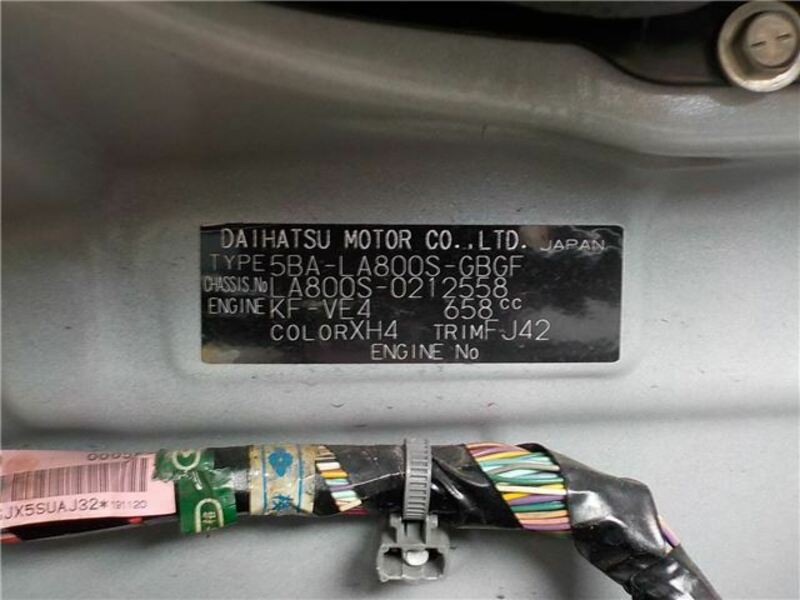 DAIHATSU MOTOR CO.,LTD. JAPAN
TYPE 5BA-LA800S-GBGF
CHASSIS.No LA800S-0212558
ENGINE KF-VE4 658cc
COLOR XH4 TRIM FJ42
ENGINE No
JX5SUAJ32*191120